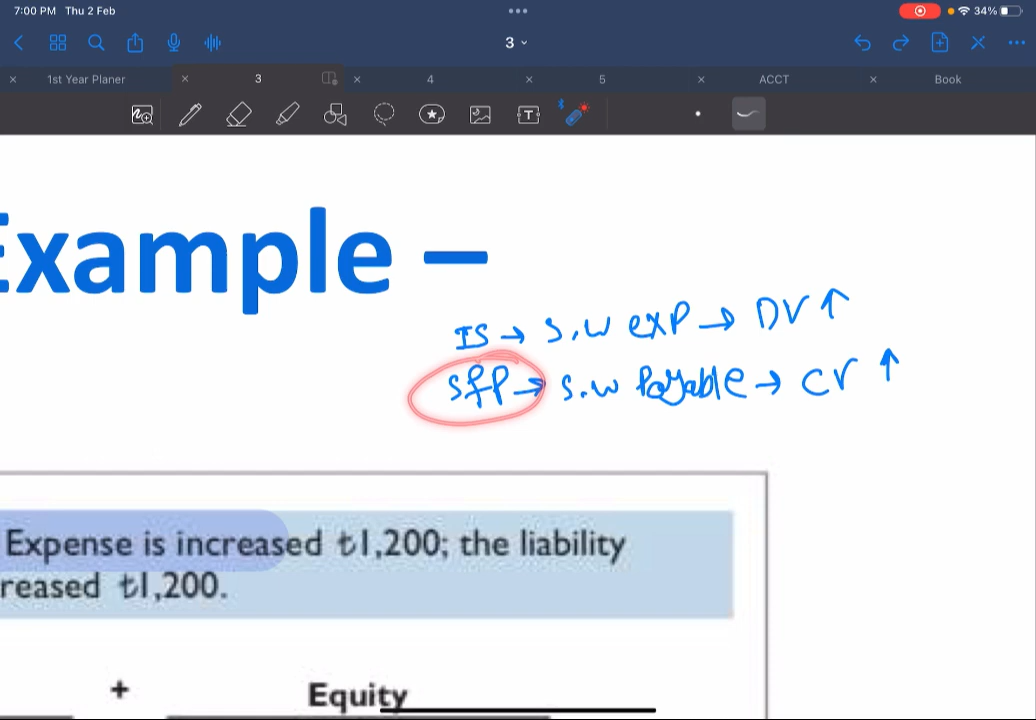 7:00 PM Thu 2 Feb
34%
3
1st Year Planer
3
4
5
ACCT
Book
Example –
IS → S.W exp → Dr ↑
SFP → S.W Payable → Cr ↑
Expense is increased ₺1,200; the liability
reased ₺1,200.
+ Equity